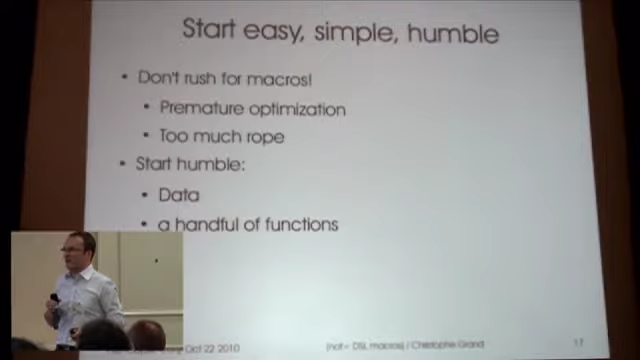 Start easy, simple, humble
• Don't rush for macros!
• Premature optimization
• Too much rope
• Start humble:
• Data
• a handful of functions
Oct 22 2010
(not = DSL macros) / Christophe Grand
17